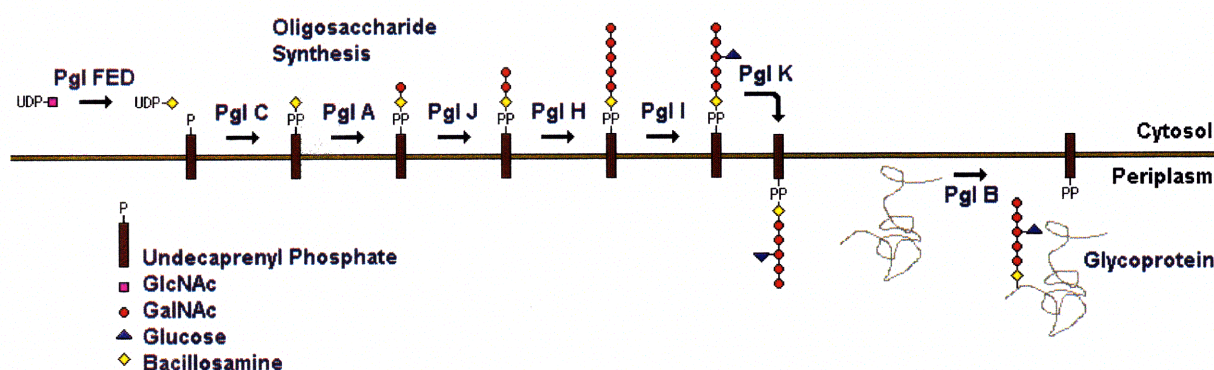 Oligosaccharide
Synthesis
Pgl FED
UDP-
UDP-
P
Pgl C
PP
Pgl A
PP
Pgl J
PP
Pgl H
PP
Pgl I
PP
Pgl K
Cytosol
Periplasm
PP
Pgl B
PP
Glycoprotein
P
Undecaprenyl Phosphate
GlcNAc
GalNAc
Glucose
Bacillosamine